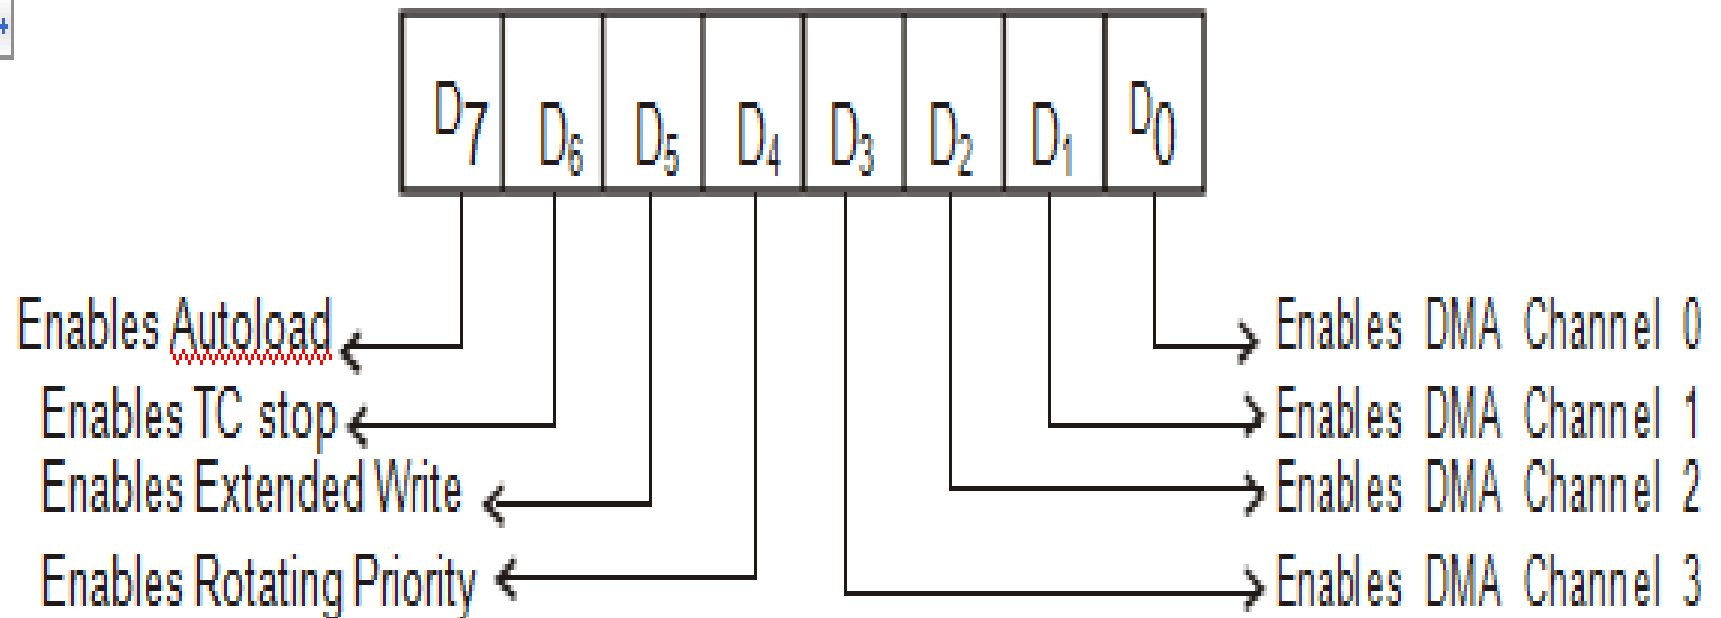 D7 D6 D5 D4 D3 D2 D1 D0
Enables Autoload
Enables TC stop
Enables Extended Write
Enables Rotating Priority
Enables DMA Channel 0
Enables DMA Channel 1
Enables DMA Channel 2
Enables DMA Channel 3